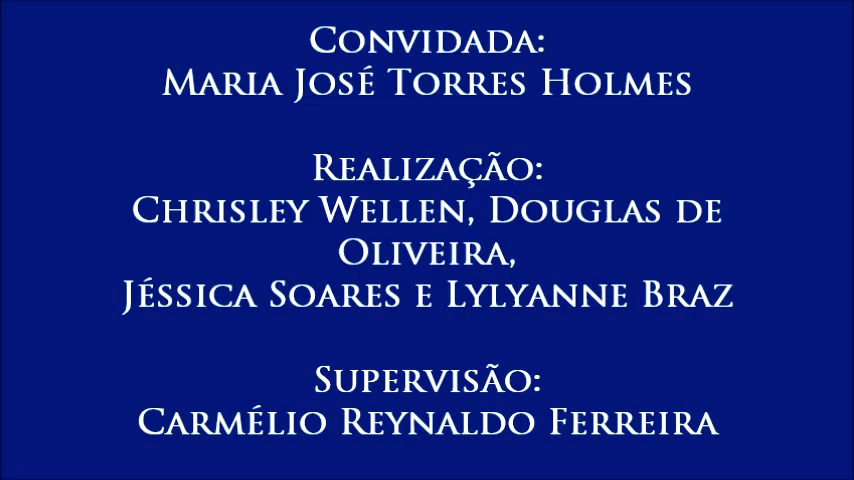 Convidada:
Maria José Torres Holmes
Realização:
Chrisley Wellen, Douglas de
Oliveira,
Jéssica Soares e Lylyanne Braz
Supervisão:
Carmélio Reynaldo Ferreira